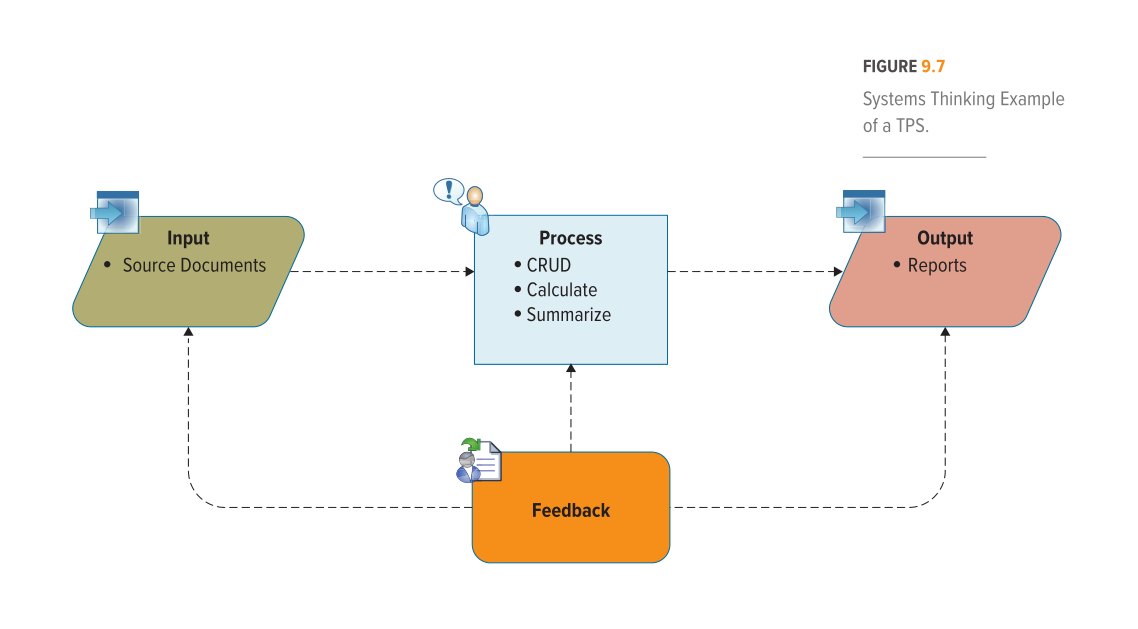 FIGURE 9.7
Systems Thinking Example
of a TPS.
Input
• Source Documents
!
Process
• CRUD
• Calculate
• Summarize
Output
• Reports
Feedback